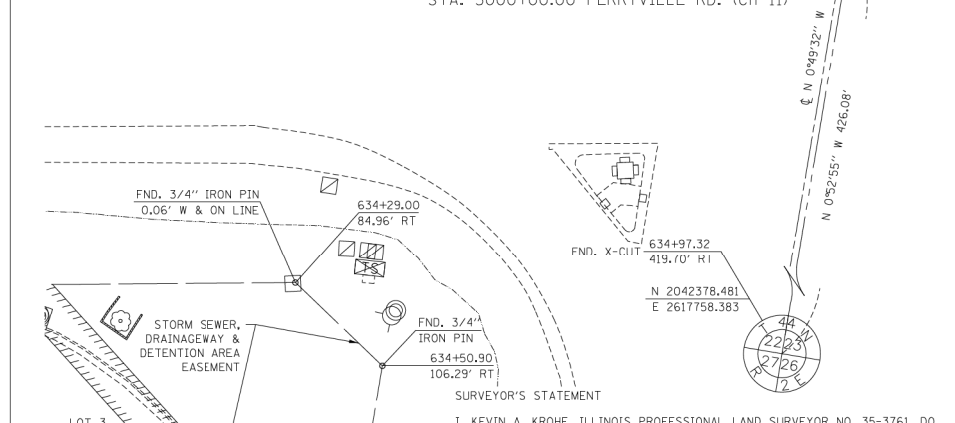 STA. 5000+00.00 PERRYVILLE RD. (CH 11)
℄ N 0°49'32'' W
N 0°52'55'' W 426.08'
FND. 3/4'' IRON PIN
0.06' W & ON LINE
634+29.00
84.96' RT
FND. X-CUT
634+97.32
419.70' RT
N 2042378.481
E 2617758.383
TS
STORM SEWER,
DRAINAGEWAY &
DETENTION AREA
EASEMENT
FND. 3/4''
IRON PIN
634+50.90
106.29' RT
T 44 N
22 23
27 26
R 2 E
SURVEYOR'S STATEMENT
LOT 3
I, KEVIN A. KROHE, ILLINOIS PROFESSIONAL LAND SURVEYOR NO. 35-3761, DO